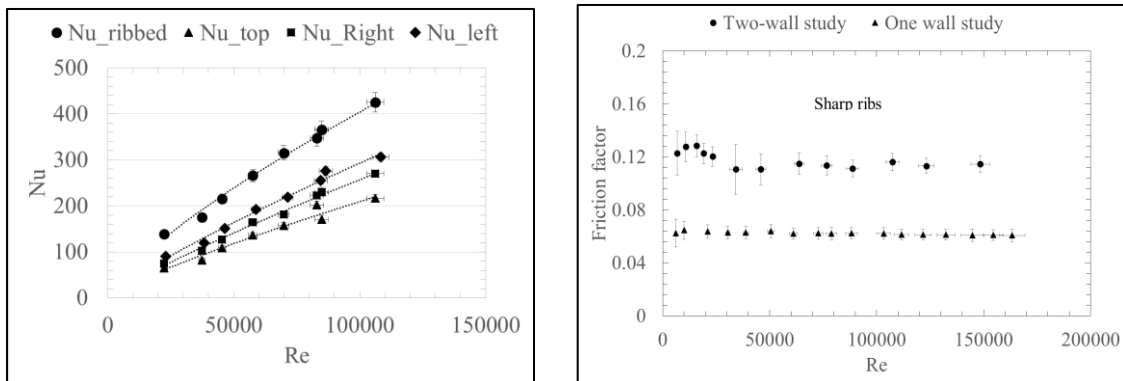 Nu_ribbed Nu_top Nu_Right Nu_left
500
400
300
200
100
0
Nu
0 50000 100000 150000
Re
Two-wall study One wall study
0.2
0.16
0.12
0.08
0.04
0
Friction factor
Sharp ribs
0 50000 100000 150000 200000
Re